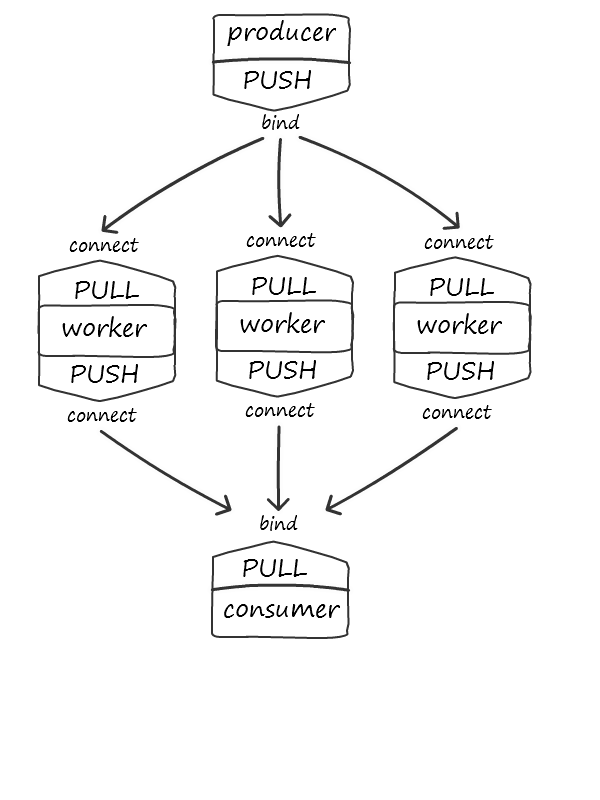 producer
PUSH
bind
connect
connect
connect
PULL
PULL
PULL
worker
worker
worker
PUSH
PUSH
PUSH
connect
connect
connect
bind
PULL
consumer